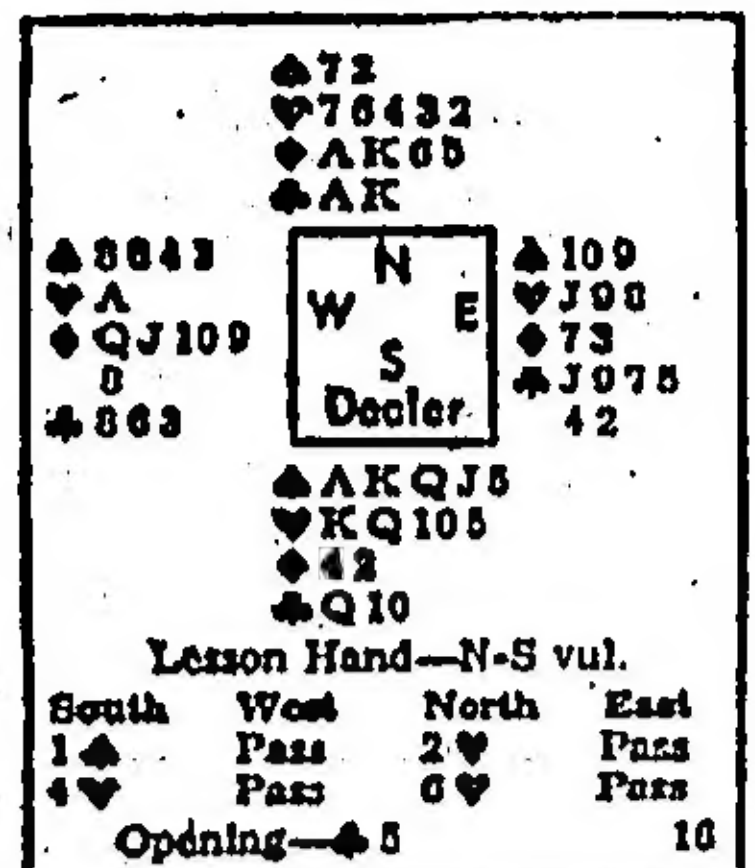 ♠ 7 2
♥ 7 6 4 3 2
♦ A K 6 5
♣ A K
♠ 8 6 4 3 N ♠ 10 9
♥ A W E ♥ J 9 8
♦ Q J 10 9 ♦ 7 3
8 S ♣ J 9 7 5
♣ 8 6 3 Dealer 4 2
♠ A K Q J 5
♥ K Q 10 5
♦ 4 2
♣ Q 10
Lesson Hand—N-S vul.
South West North East
1 ♠ Pass 2 ♥ Pass
4 ♥ Pass 6 ♥ Pass
Opening—♣ 5